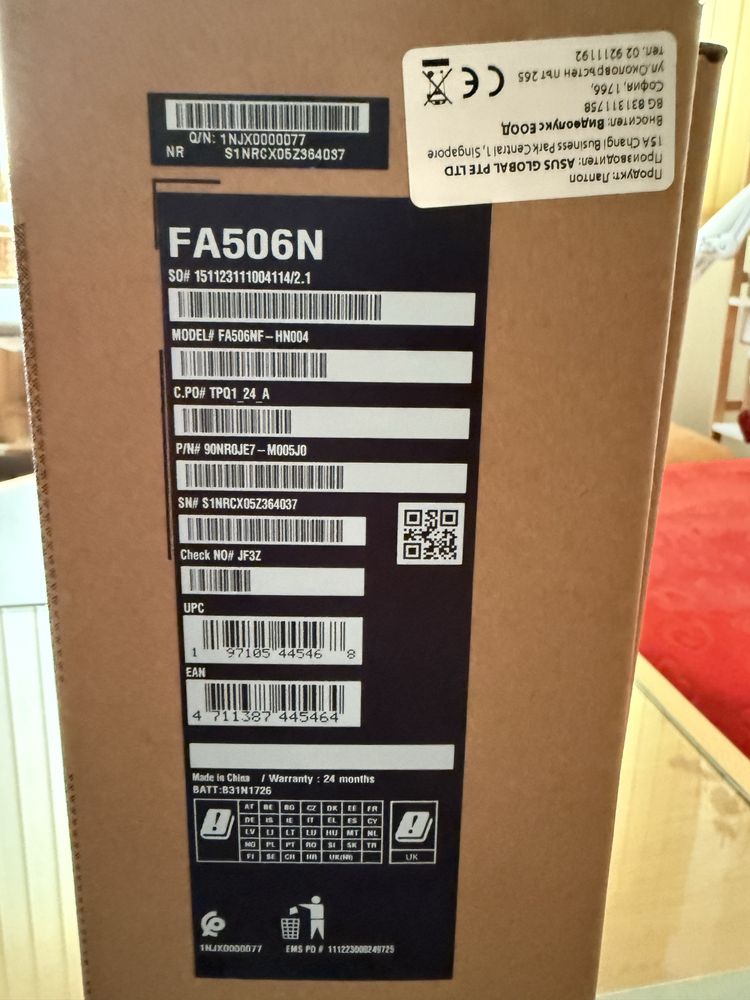 Q/N: 1NJX0000077
NR S1NRCX05Z364037
Продукт: Лаптоп
Производител: ASUS GLOBAL PTE LTD
15A Changi Business Park Central 1, Singapore
Вносител: Видеолукс ЕООД
BG 831311758
София, 1766,
ул.Околовръстен път 265
тел. 02 9211192
CE
FA506N
SO# 151123111004114/2.1
MODEL# FA506NF-HN004
C.PO# TPQ1_24_A
P/N# 90NR0JE7-M005J0
SN# S1NRCX05Z364037
Check NO# JF3Z
UPC
1 97105 44546 8
EAN
4 711387 445464
Made in China / Warranty : 24 months
BATT:B31N1726
AT BE BG CZ DK EE FR
DE IS IE IT EL ES CY
LV LI LT LU HU MT NL
NO PL PT RO SI SK TR
FI SE CH HR UK(NI)
UK
1NJX0000077 EMS PD # 111223000249725